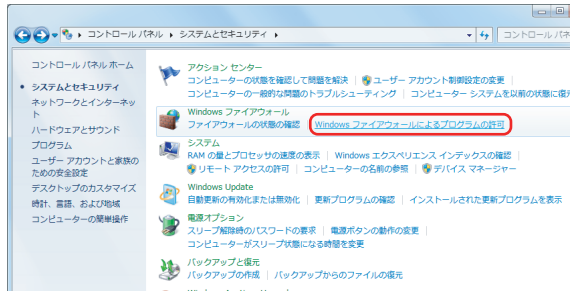 コントロール パネル ▸ システムとセキュリティ ▸
コントロール パネ
コントロール パネル ホーム
システムとセキュリティ
ネットワークとインターネッ
ト
ハードウェアとサウンド
プログラム
ユーザー アカウントと家族の
ための安全設定
デスクトップのカスタマイズ
時計、言語、および地域
コンピューターの簡単操作
アクション センター
コンピューターの状態を確認して問題を解決 | ユーザー アカウント制御設定の変更 |
コンピューターの一般的な問題のトラブルシューティング | コンピューター システムを以前の状態に復
Windows ファイアウォール
ファイアウォールの状態の確認 | Windows ファイアウォールによるプログラムの許可
システム
RAM の量とプロセッサの速度の表示 | Windows エクスペリエンス インデックスの確認 |
リモート アクセスの許可 | コンピューターの名前の参照 | デバイス マネージャー
Windows Update
自動更新の有効化または無効化 | 更新プログラムの確認 | インストールされた更新プログラムを表示
電源オプション
スリープ解除時のパスワードの要求 | 電源ボタンの動作の変更 |
コンピューターがスリープ状態になる時間を変更
バックアップと復元
バックアップの作成 | バックアップからのファイルの復元